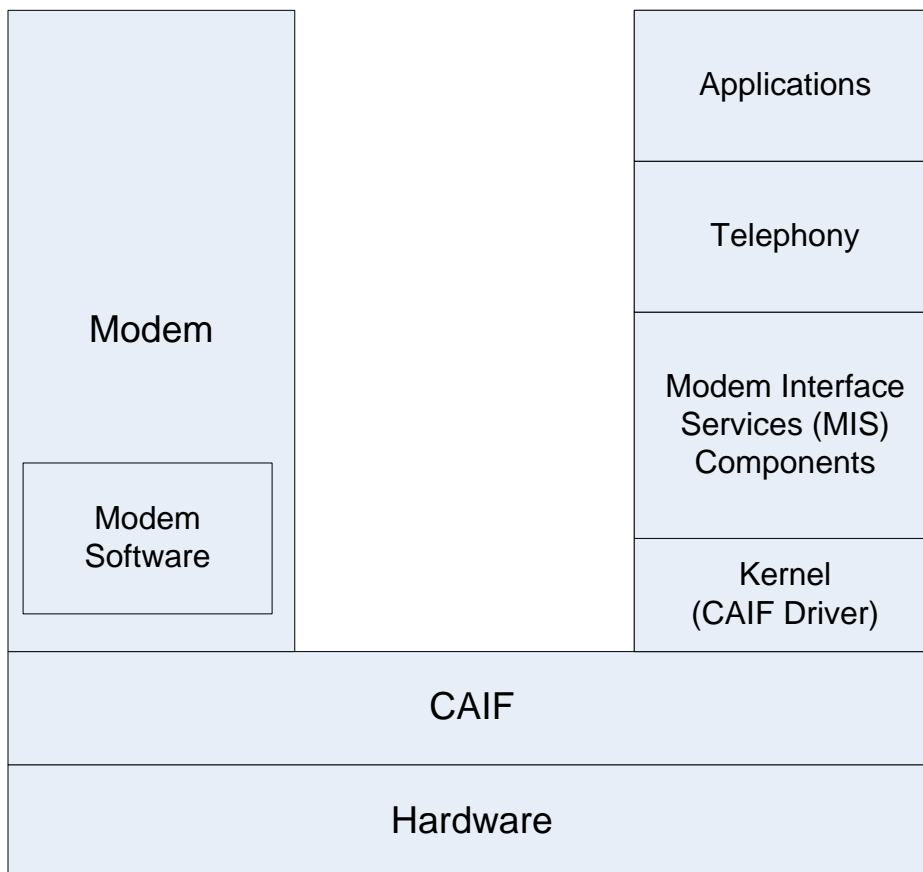 Modem
Modem
Software
Applications
Telephony
Modem Interface
Services (MIS)
Components
Kernel
(CAIF Driver)
CAIF
Hardware